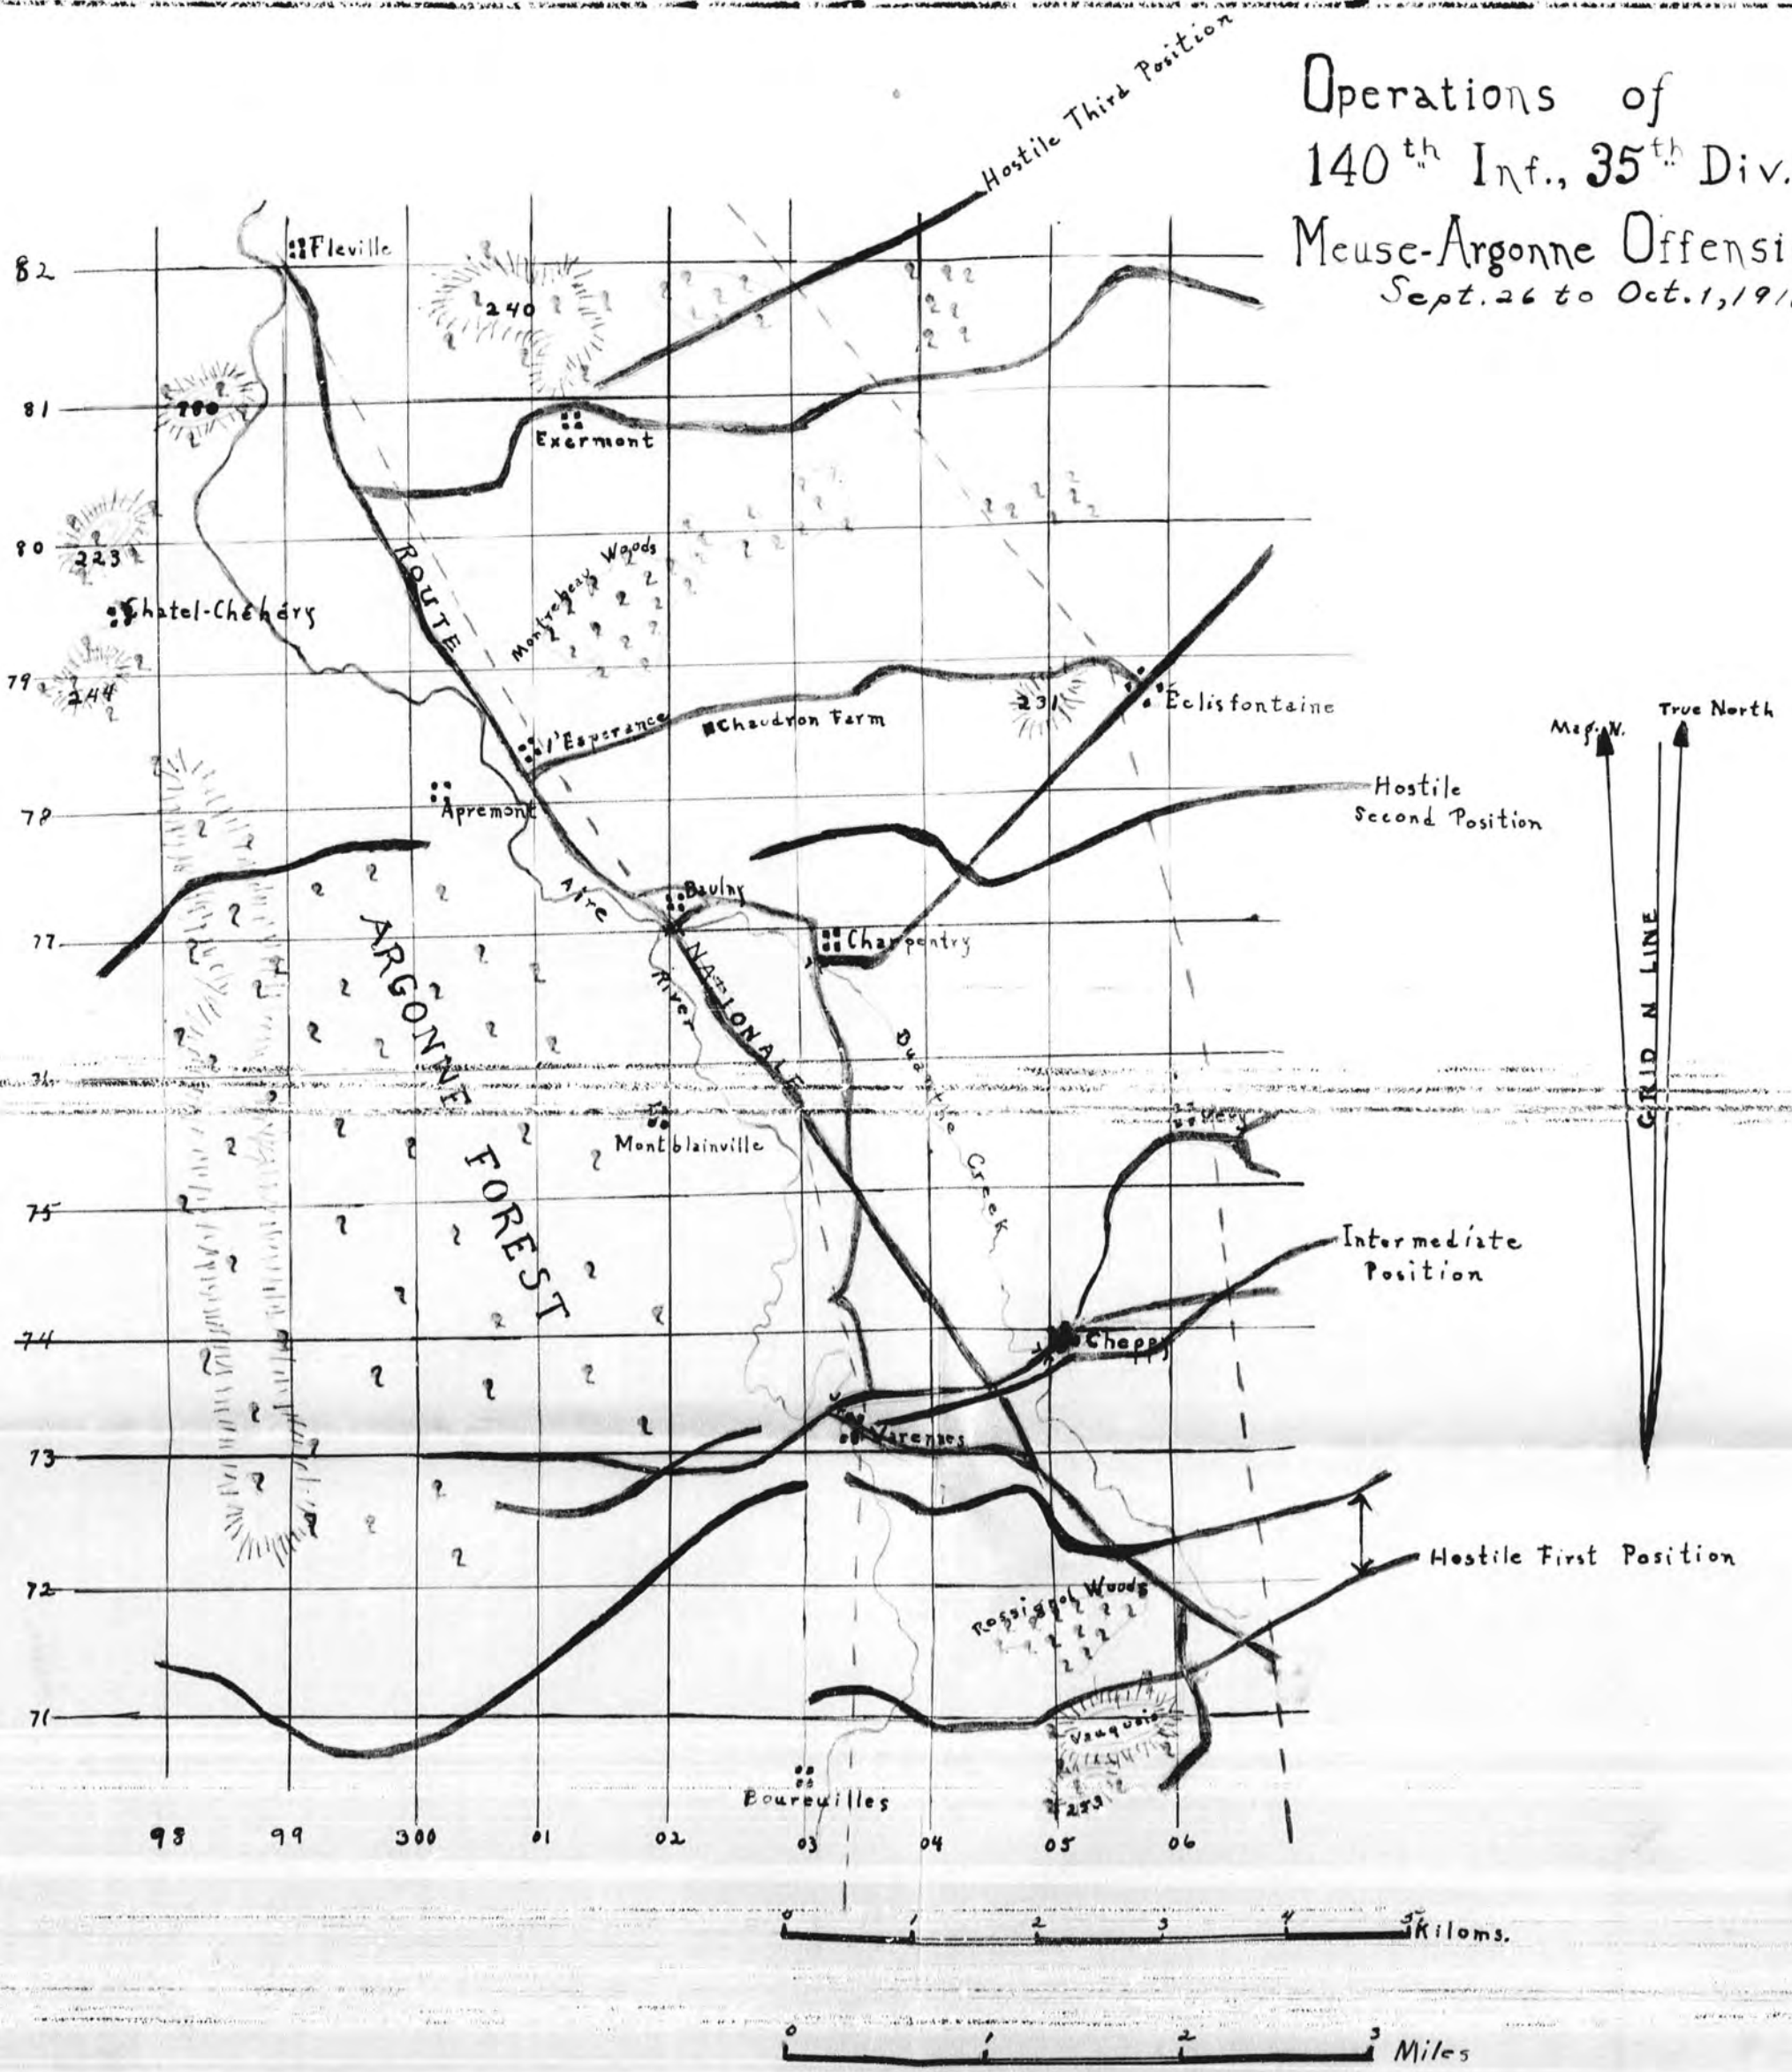 Operations of
140th Inf., 35th Div.
Meuse-Argonne Offensi
Sept. 26 to Oct. 1, 191
Hostile Third Position
82
Fleville
240
81
Exermont
80
223
Montrebeau Woods
ROUTE
Chatel-Chéhéry
79
244
231
Eclisfontaine
l'Esperance
Chaudron Farm
Mag. N.
True North
GRID N LINE
78
Apremont
Hostile
Second Position
Baulny
Aire
River
77
Charpentry
NATIONALE
ARGONNE
FOREST
Creek
Very
Montblainville
75
Intermediate
Position
74
Cheppy
Varennes
73
Hostile First Position
72
Rossignol Woods
71
Vauquois
Boureuilles
98 99 300 01 02 03 04 05 06
0 1 2 3 4 5 Kiloms.
0 1 2 3 Miles